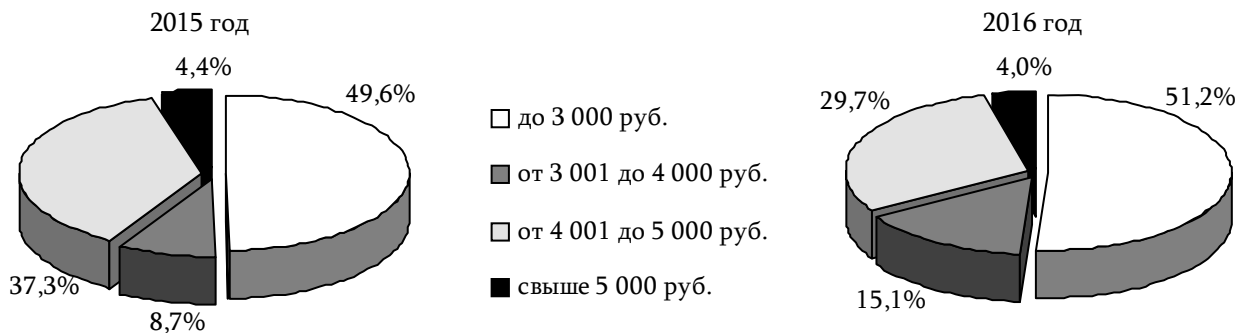 2015 год
4,4%
49,6%
37,3%
8,7%
до 3 000 руб.
от 3 001 до 4 000 руб.
от 4 001 до 5 000 руб.
свыше 5 000 руб.
2016 год
4,0%
29,7%
51,2%
15,1%